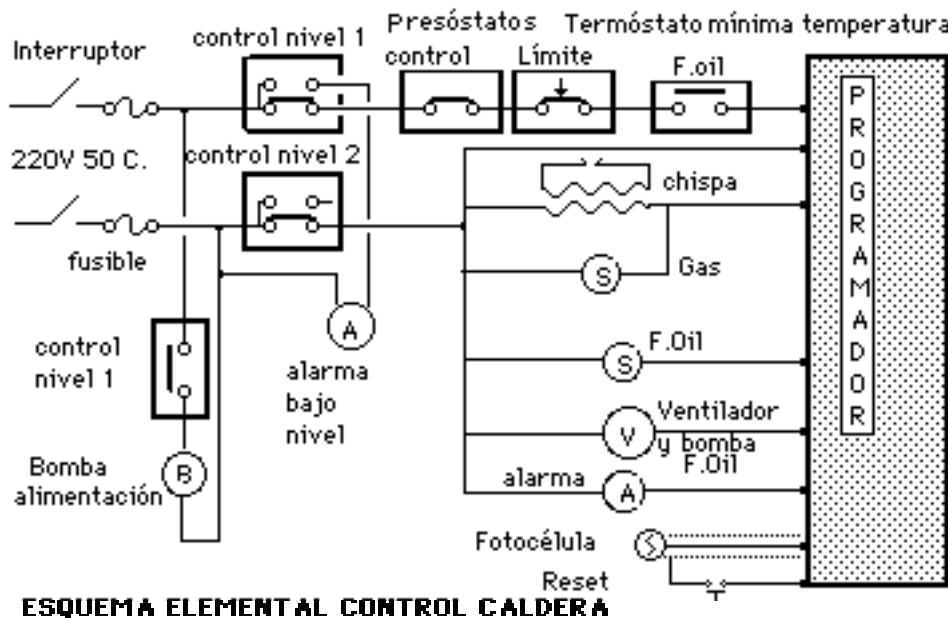 Presóstatos
Termóstato mínima temperatura
Interruptor
control nivel 1
control
Límite
F.oil
220V 50 C.
control nivel 2
chispa
fusible
Gas
PROGRAMADOR
control
nivel 1
A
S
alarma
bajo
nivel
F.Oil
S
Ventilador
y bomba
F.Oil
V
Bomba
alimentación
B
alarma
A
Fotocélula
S
Reset
ESQUEMA ELEMENTAL CONTROL CALDERA